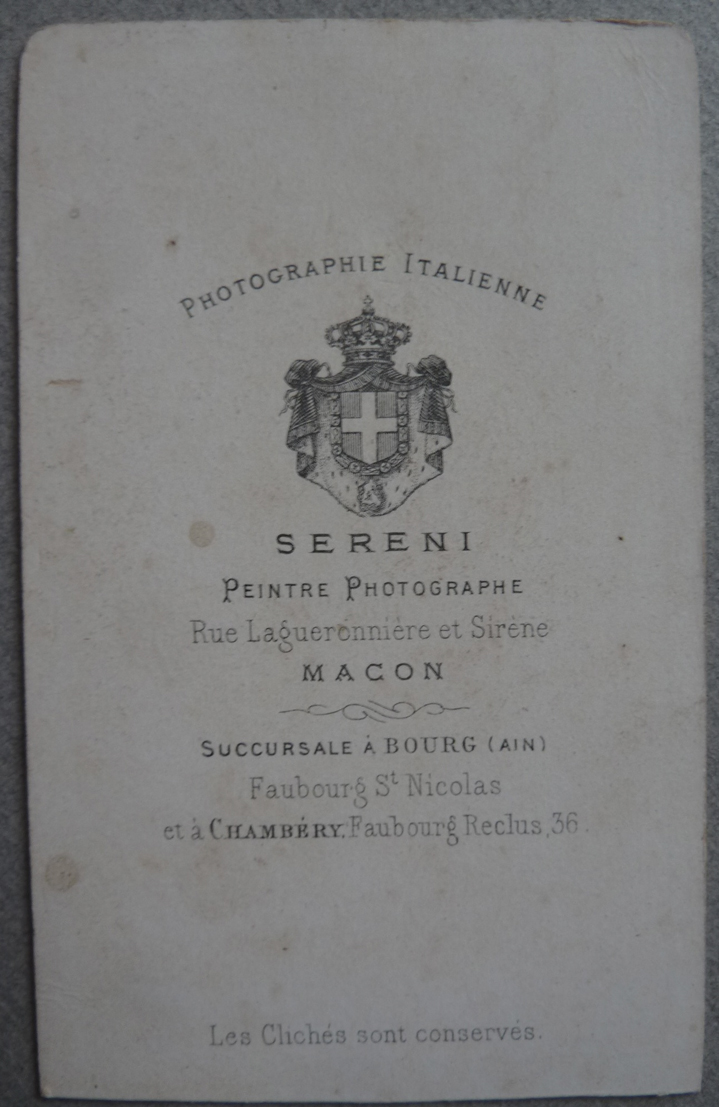 PHOTOGRAPHIE ITALIENNE
SERENI
PEINTRE PHOTOGRAPHE
Rue Lagueronnière et Sirène
MACON
SUCCURSALE À BOURG (AIN)
Faubourg St Nicolas
et à CHAMBÉRY, Faubourg Reclus, 36.
Les Clichés sont conservés.